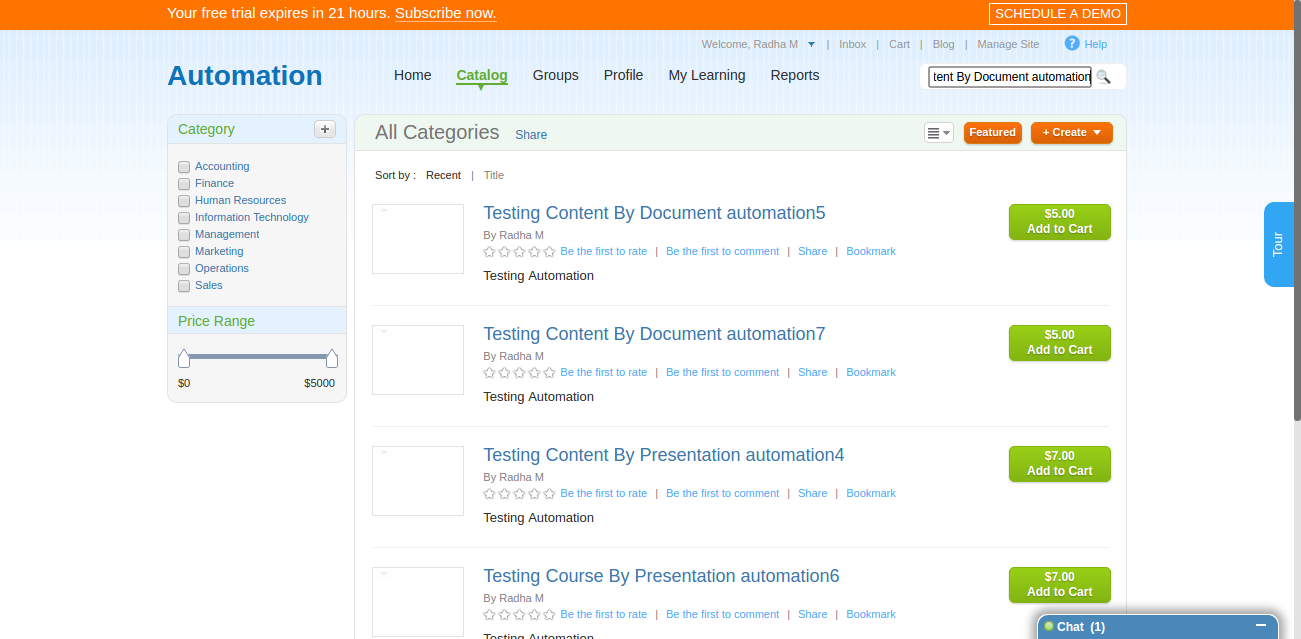 Your free trial expires in 21 hours. Subscribe now.
SCHEDULE A DEMO
Welcome, Radha M | Inbox | Cart | Blog | Manage Site ? Help
Automation
Home Catalog Groups Profile My Learning Reports
tent By Document automation
Category +
Accounting
Finance
Human Resources
Information Technology
Management
Marketing
Operations
Sales
Price Range
$0 $5000
All Categories Share
Featured
+ Create
Sort by : Recent | Title
Testing Content By Document automation5
By Radha M
Be the first to rate | Be the first to comment | Share | Bookmark
Testing Automation
$5.00
Add to Cart
Testing Content By Document automation7
By Radha M
Be the first to rate | Be the first to comment | Share | Bookmark
Testing Automation
$5.00
Add to Cart
Testing Content By Presentation automation4
By Radha M
Be the first to rate | Be the first to comment | Share | Bookmark
Testing Automation
$7.00
Add to Cart
Testing Course By Presentation automation6
By Radha M
Be the first to rate | Be the first to comment | Share | Bookmark
Testing Automation
$7.00
Add to Cart
Tour
Chat (1)